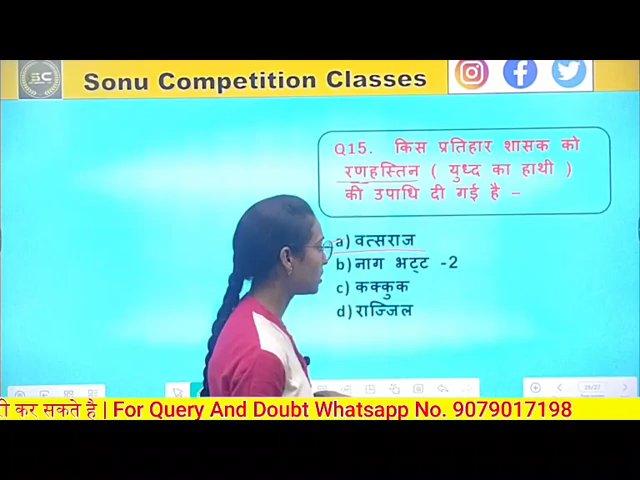 SC
Sonu Competition Classes
Q15. किस प्रतिहार शासक को
रणहस्तिन ( युध्द का हाथी )
की उपाधि दी गई है –
a) वत्सराज
b) नाग भट्ट -2
c) कक्कुक
d) राज्जिल
री कर सकते है | For Query And Doubt Whatsapp No. 9079017198